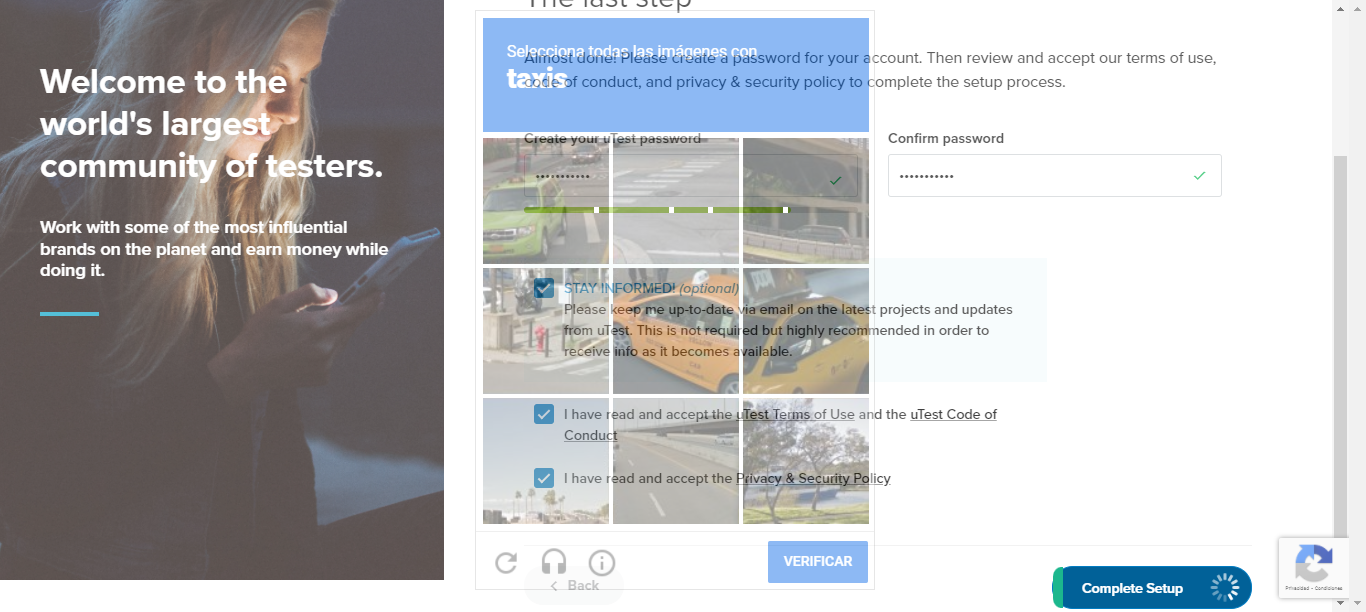 The last step
Welcome to the
world's largest
community of testers.
Work with some of the most influential
brands on the planet and earn money while
doing it.
Selecciona todas las imágenes con
taxis
Almost done! Please create a password for your account. Then review and accept our terms of use,
code of conduct, and privacy & security policy to complete the setup process.
Create your uTest password
Confirm password
•••••••••••
•••••••••••
STAY INFORMED! (optional)
Please keep me up-to-date via email on the latest projects and updates
from uTest. This is not required but highly recommended in order to
receive info as it becomes available.
I have read and accept the uTest Terms of Use and the uTest Code of
Conduct
I have read and accept the Privacy & Security Policy
VERIFICAR
Back
Complete Setup
Privacidad - Condiciones